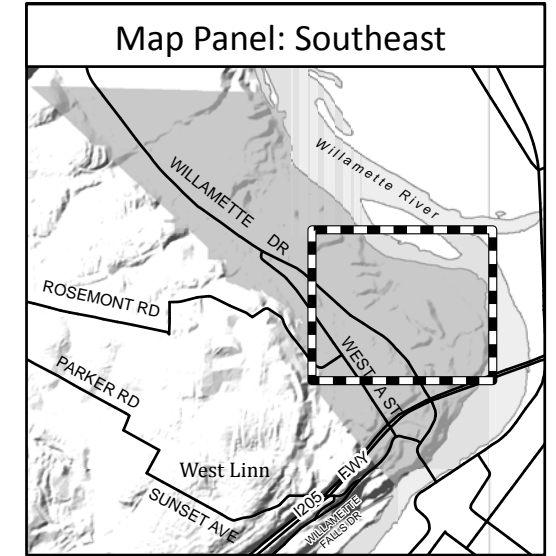 Map Panel: Southeast
Willamette River
WILLAMETTE DR
ROSEMONT RD
WEST A ST
PARKER RD
West Linn
I205 FWY
SUNSET AVE
WILLAMETTE
FALLS DR